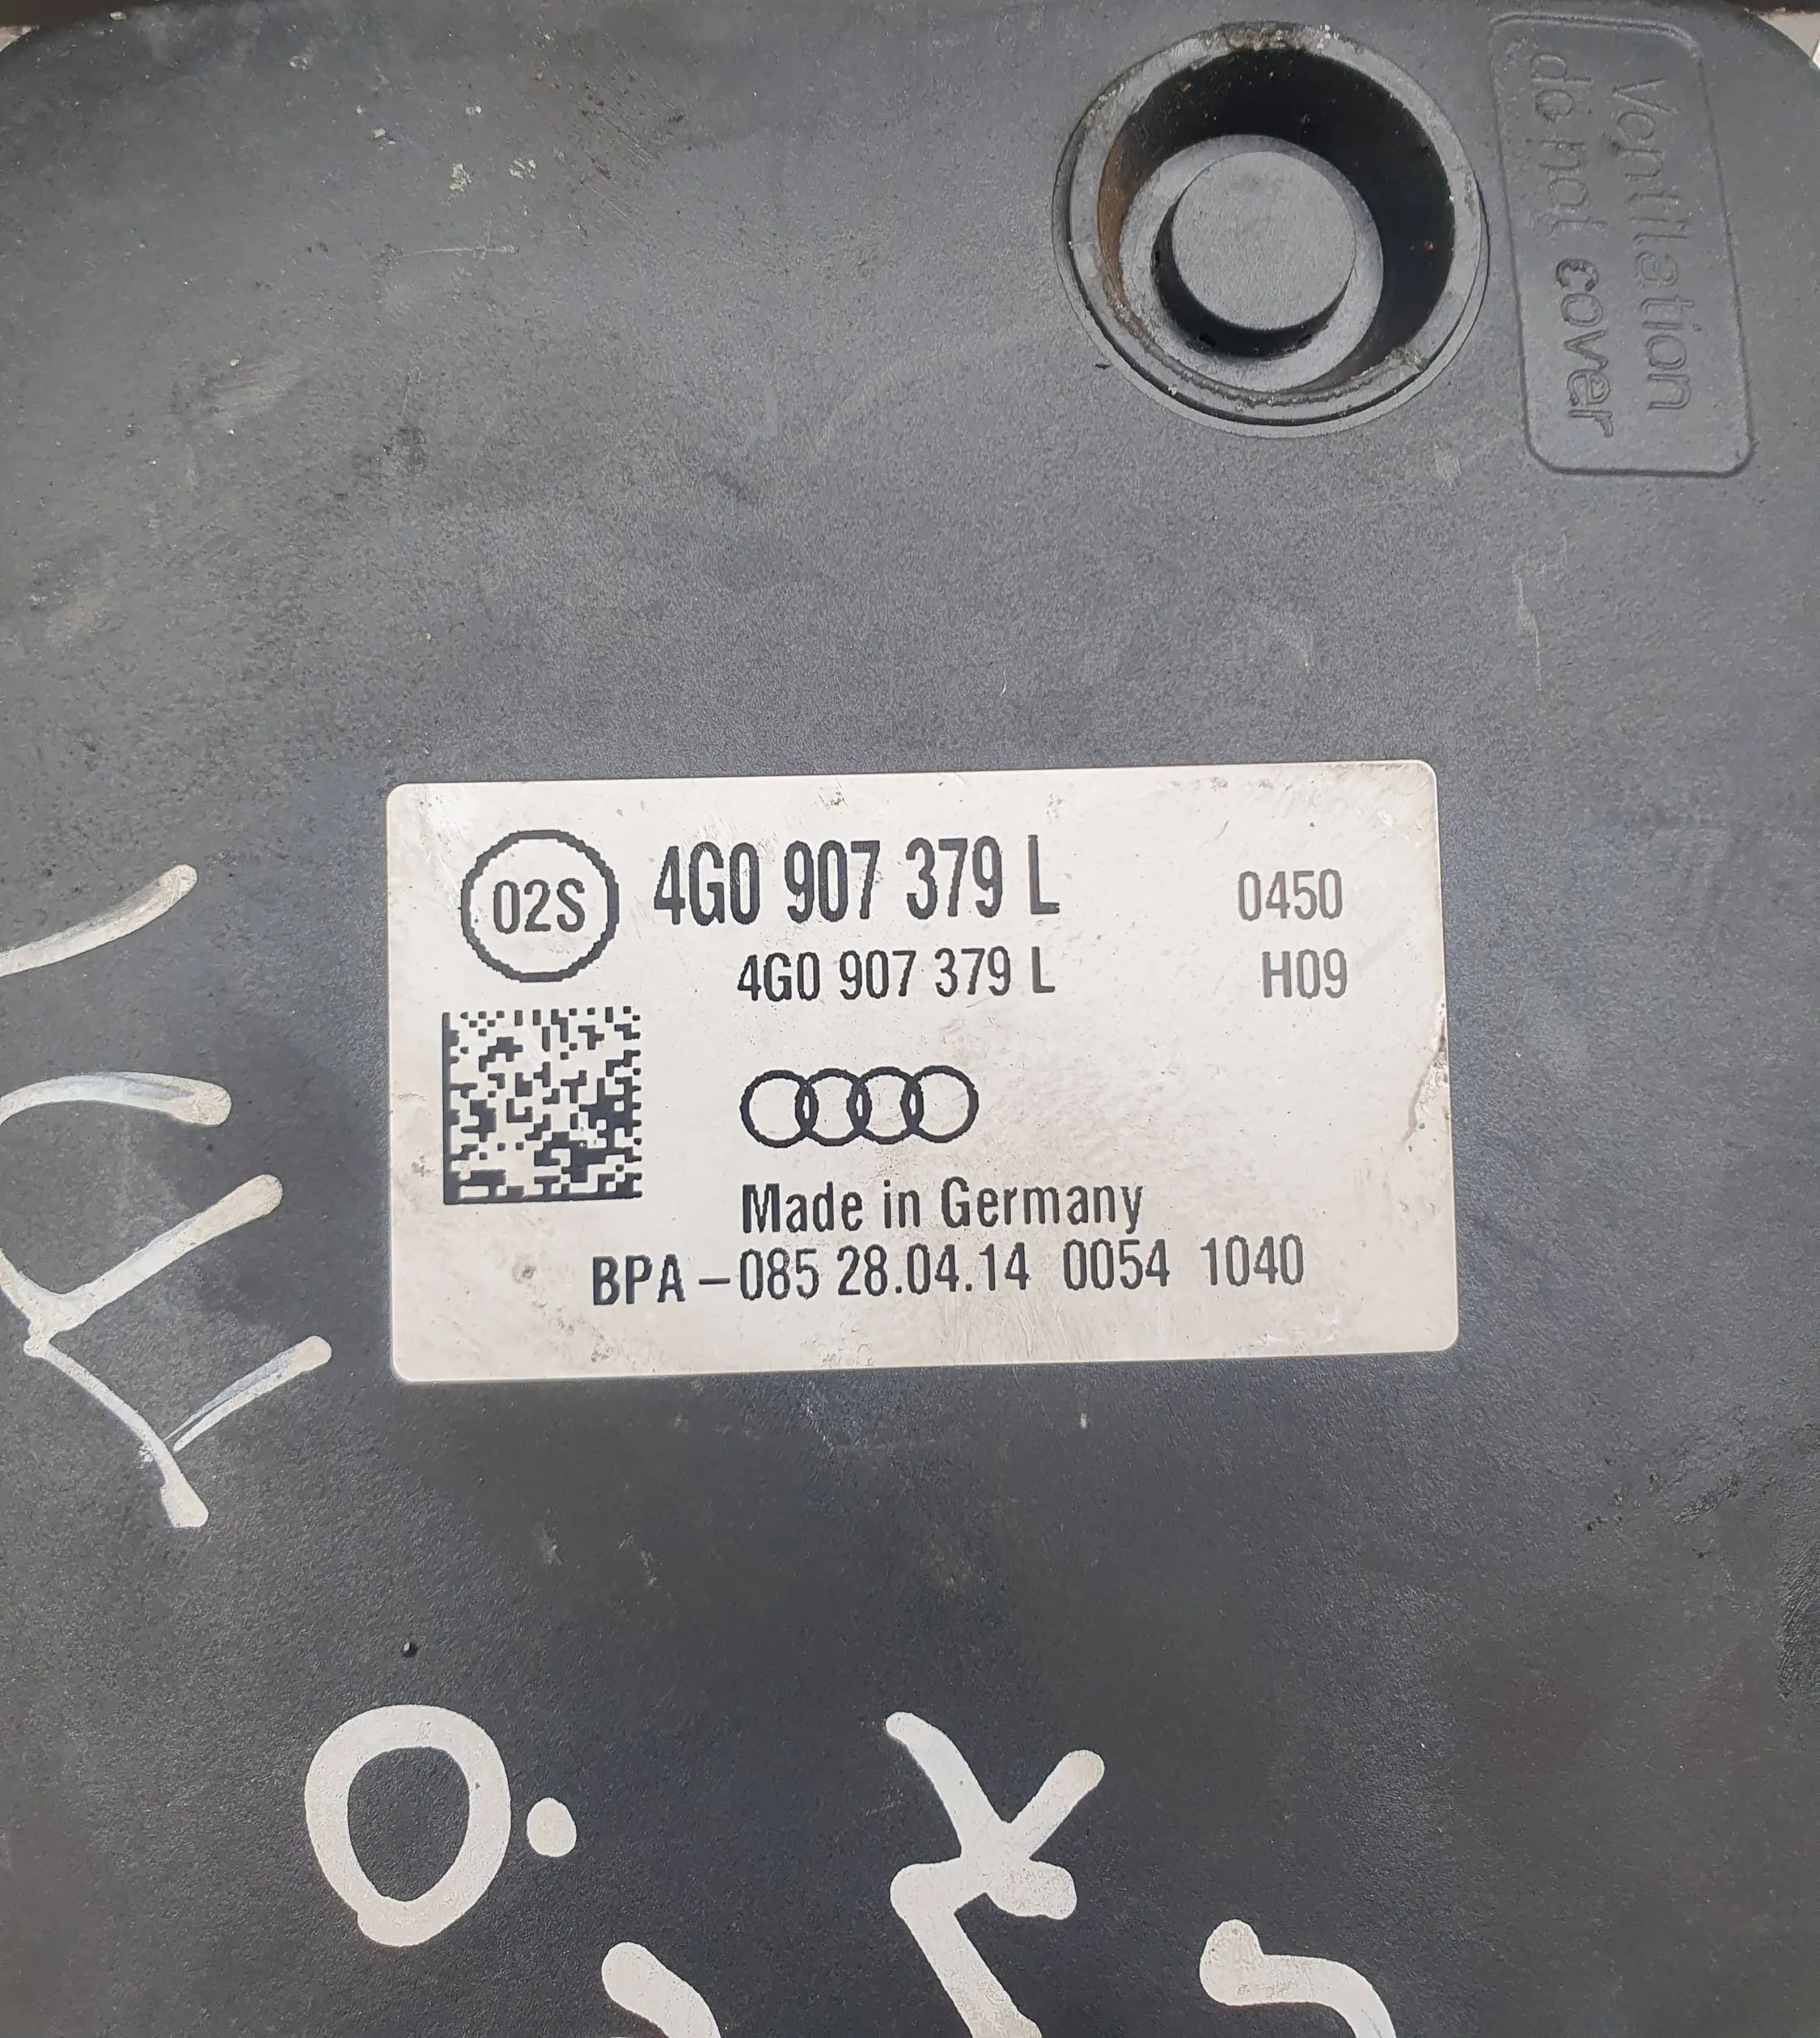 Ventilation
do not cover
02S 4G0 907 379 L 0450
4G0 907 379 L H09
Made in Germany
BPA-085 28.04.14 0054 1040